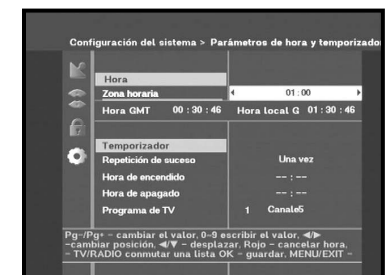 Configuración del sistema > Parámetros de hora y temporizado
Hora
Zona horaria 01 : 00
Hora GMT 00 : 30 : 46 Hora local G 01 : 30 : 46
Temporizador
Repetición de suceso Una vez
Hora de encendido -- : --
Hora de apagado -- : --
Programa de TV 1 Canale5
Pg-/Pg+ - cambiar el valor, 0-9 escribir el valor, ◀/▶
-cambiar posición, ◀/▼ - desplazar. Rojo - cancelar hora,
- TV/RADIO conmutar una lista OK - guardar, MENU/EXIT -